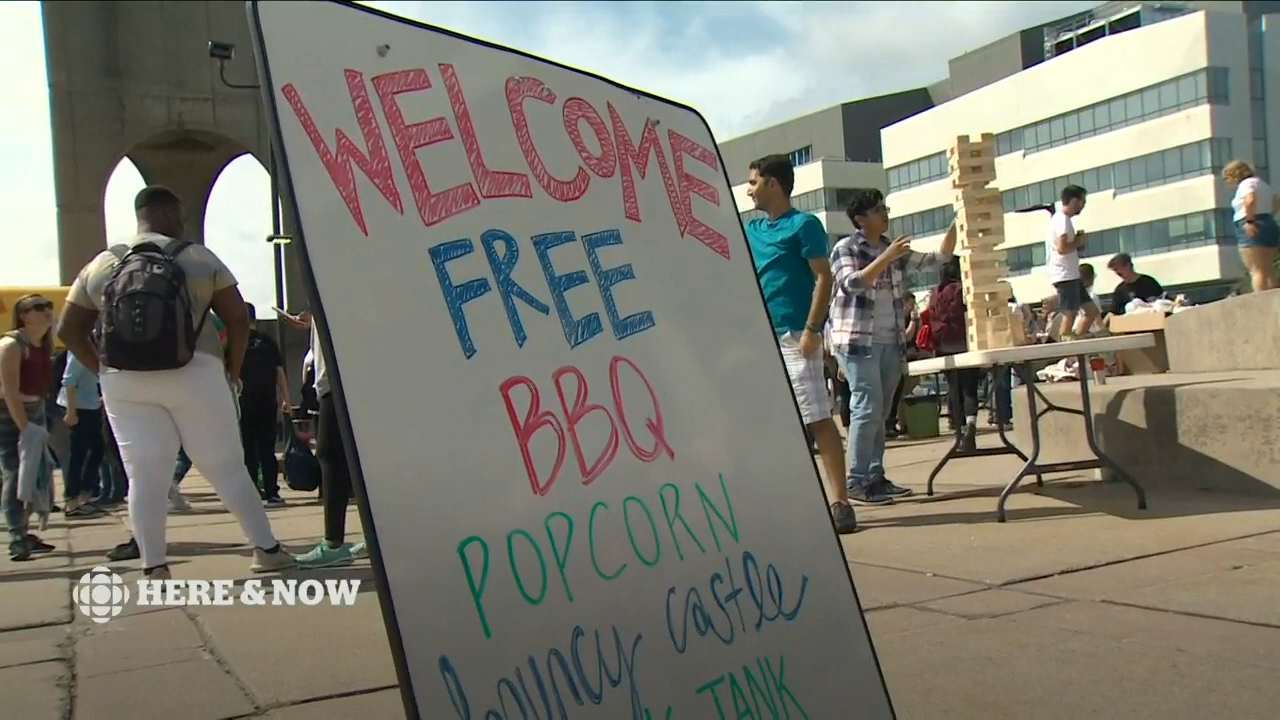 WELCOME
FREE
BBQ
POPCORN
bouncy castle
TANK
HERE & NOW